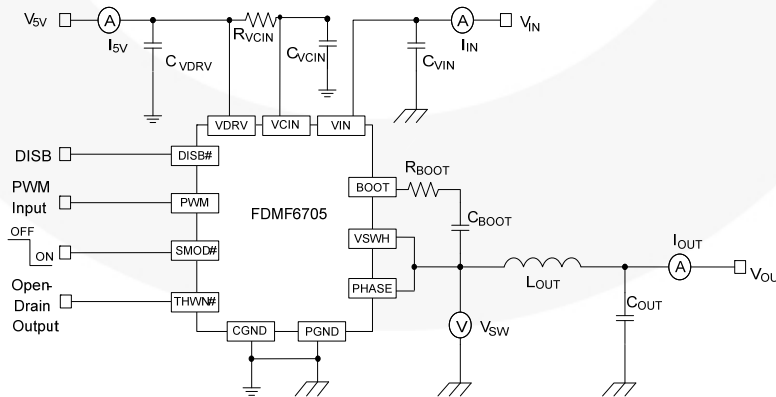 V5V
A
I5V
RVCIN
CVDRV
CVCIN
A
IIN
VIN
CVIN
VDRV
VCIN
VIN
DISB
DISB#
PWM
Input
PWM
OFF
ON
SMOD#
Open-
Drain
Output
THWN#
FDMF6705
BOOT
RBOOT
CBOOT
VSWH
PHASE
CGND
PGND
V
VSW
LOUT
IOUT
A
COUT
VOU